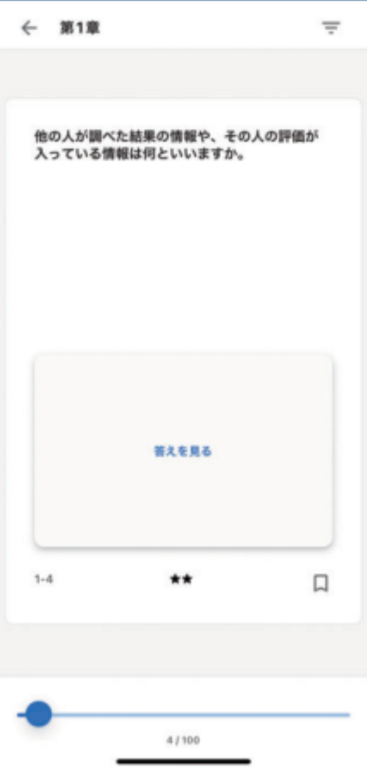 第1章
他の人が調べた結果の情報や、その人の評価が
入っている情報は何といいますか。
答えを見る
1-4
★★
4 / 100